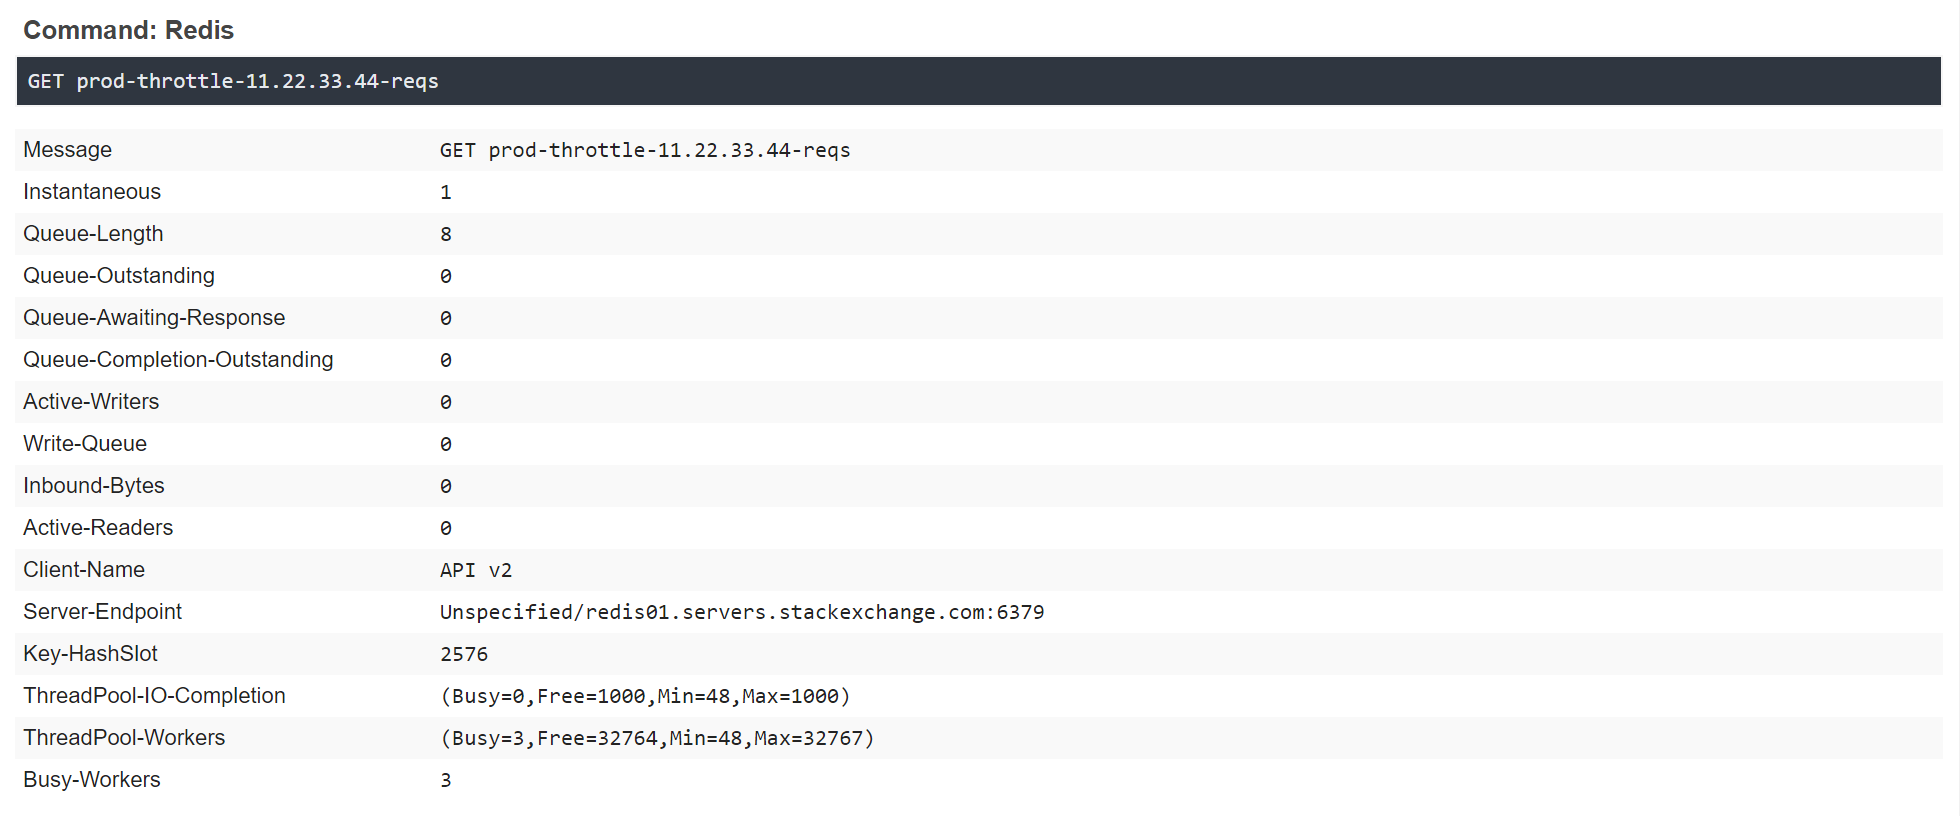 Command: Redis
GET prod-throttle-11.22.33.44-reqs
Message GET prod-throttle-11.22.33.44-reqs
Instantaneous 1
Queue-Length 8
Queue-Outstanding 0
Queue-Awaiting-Response 0
Queue-Completion-Outstanding 0
Active-Writers 0
Write-Queue 0
Inbound-Bytes 0
Active-Readers 0
Client-Name API v2
Server-Endpoint Unspecified/redis01.servers.stackexchange.com:6379
Key-HashSlot 2576
ThreadPool-IO-Completion (Busy=0,Free=1000,Min=48,Max=1000)
ThreadPool-Workers (Busy=3,Free=32764,Min=48,Max=32767)
Busy-Workers 3